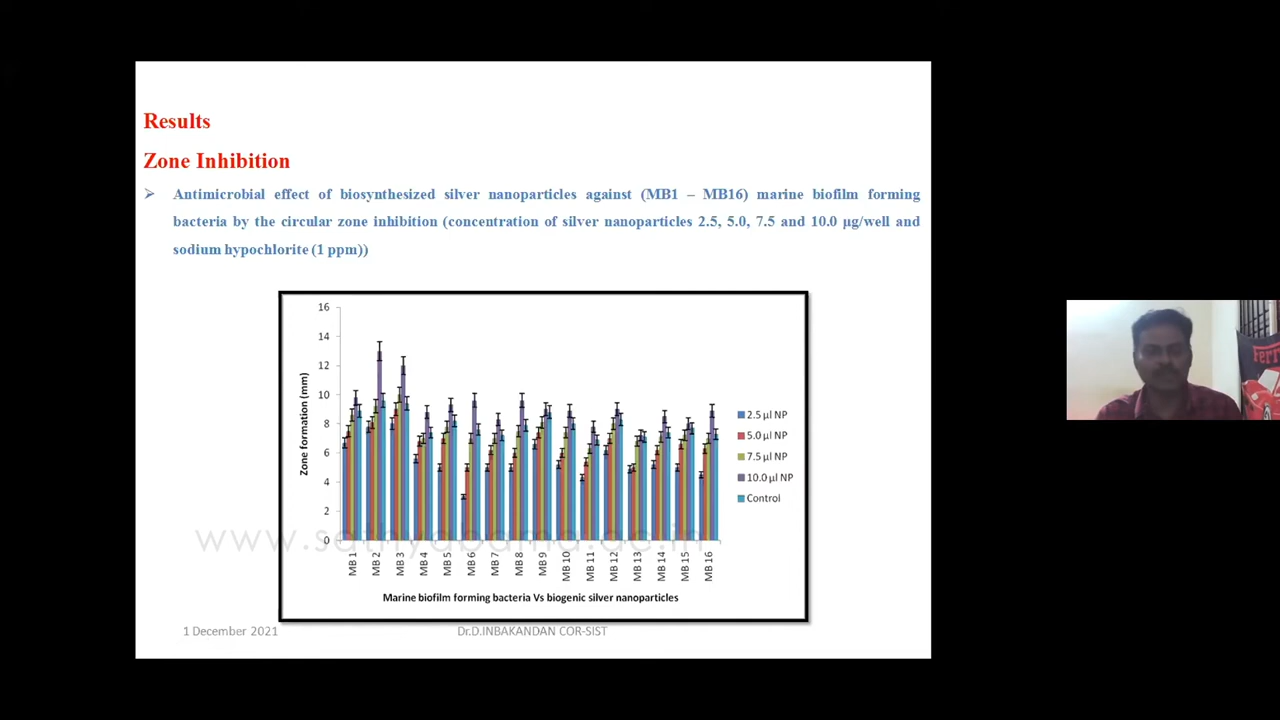 Results
Zone Inhibition
➢ Antimicrobial effect of biosynthesized silver nanoparticles against (MB1 – MB16) marine biofilm forming
bacteria by the circular zone inhibition (concentration of silver nanoparticles 2.5, 5.0, 7.5 and 10.0 µg/well and
sodium hypochlorite (1 ppm))
16
14
12
10
8
6
4
2
0
Zone formation (mm)
2.5 µl NP
5.0 µl NP
7.5 µl NP
10.0 µl NP
Control
www.sathyabama.ac.in
MB 1 MB 2 MB 3 MB 4 MB 5 MB 6 MB 7 MB 8 MB 9 MB 10 MB 11 MB 12 MB 13 MB 14 MB 15 MB 16
Marine biofilm forming bacteria Vs biogenic silver nanoparticles
1 December 2021
Dr.D.INBAKANDAN COR-SIST